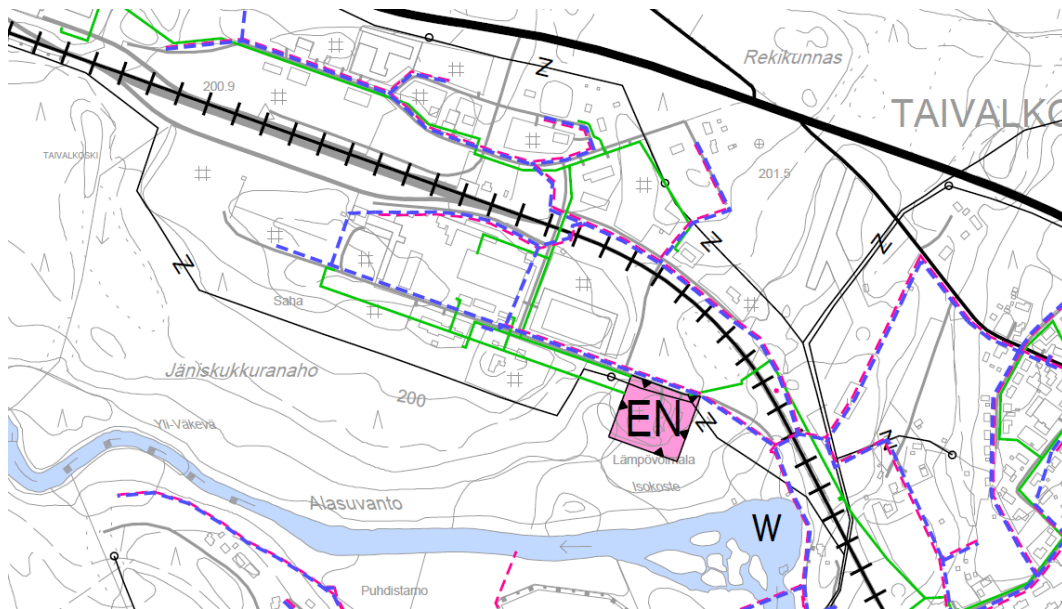 Rekikunnas
Z
200.9
TAIVALKO
TAIVALKOSKI
201.5
Z
Z
Z
Saha
Jäniskukkuranaho
200
EN
Z
Yli-Väkevä
Z
Lämpövoimala
Isokoste
Alasuvanto
W
Puhdistamo